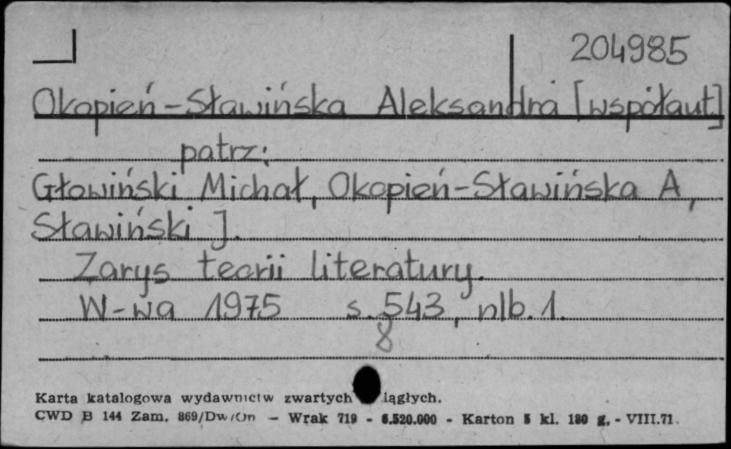 204985
Okopień-Sławińska Aleksandra [współaut]
patrz:
Głowiński Michał, Okopień-Sławińska A,
Sławiński J.
Zarys teorii literatury.
W-wa 1975 s. 543, nlb. 1.
8
Karta katalogowa wydawnictw zwartych iągłych.
CWD B 144 Zam. 869/Dw/On — Wrak 719 - 6.520.000 - Karton 5 kl. 180 g. - VIII.71.